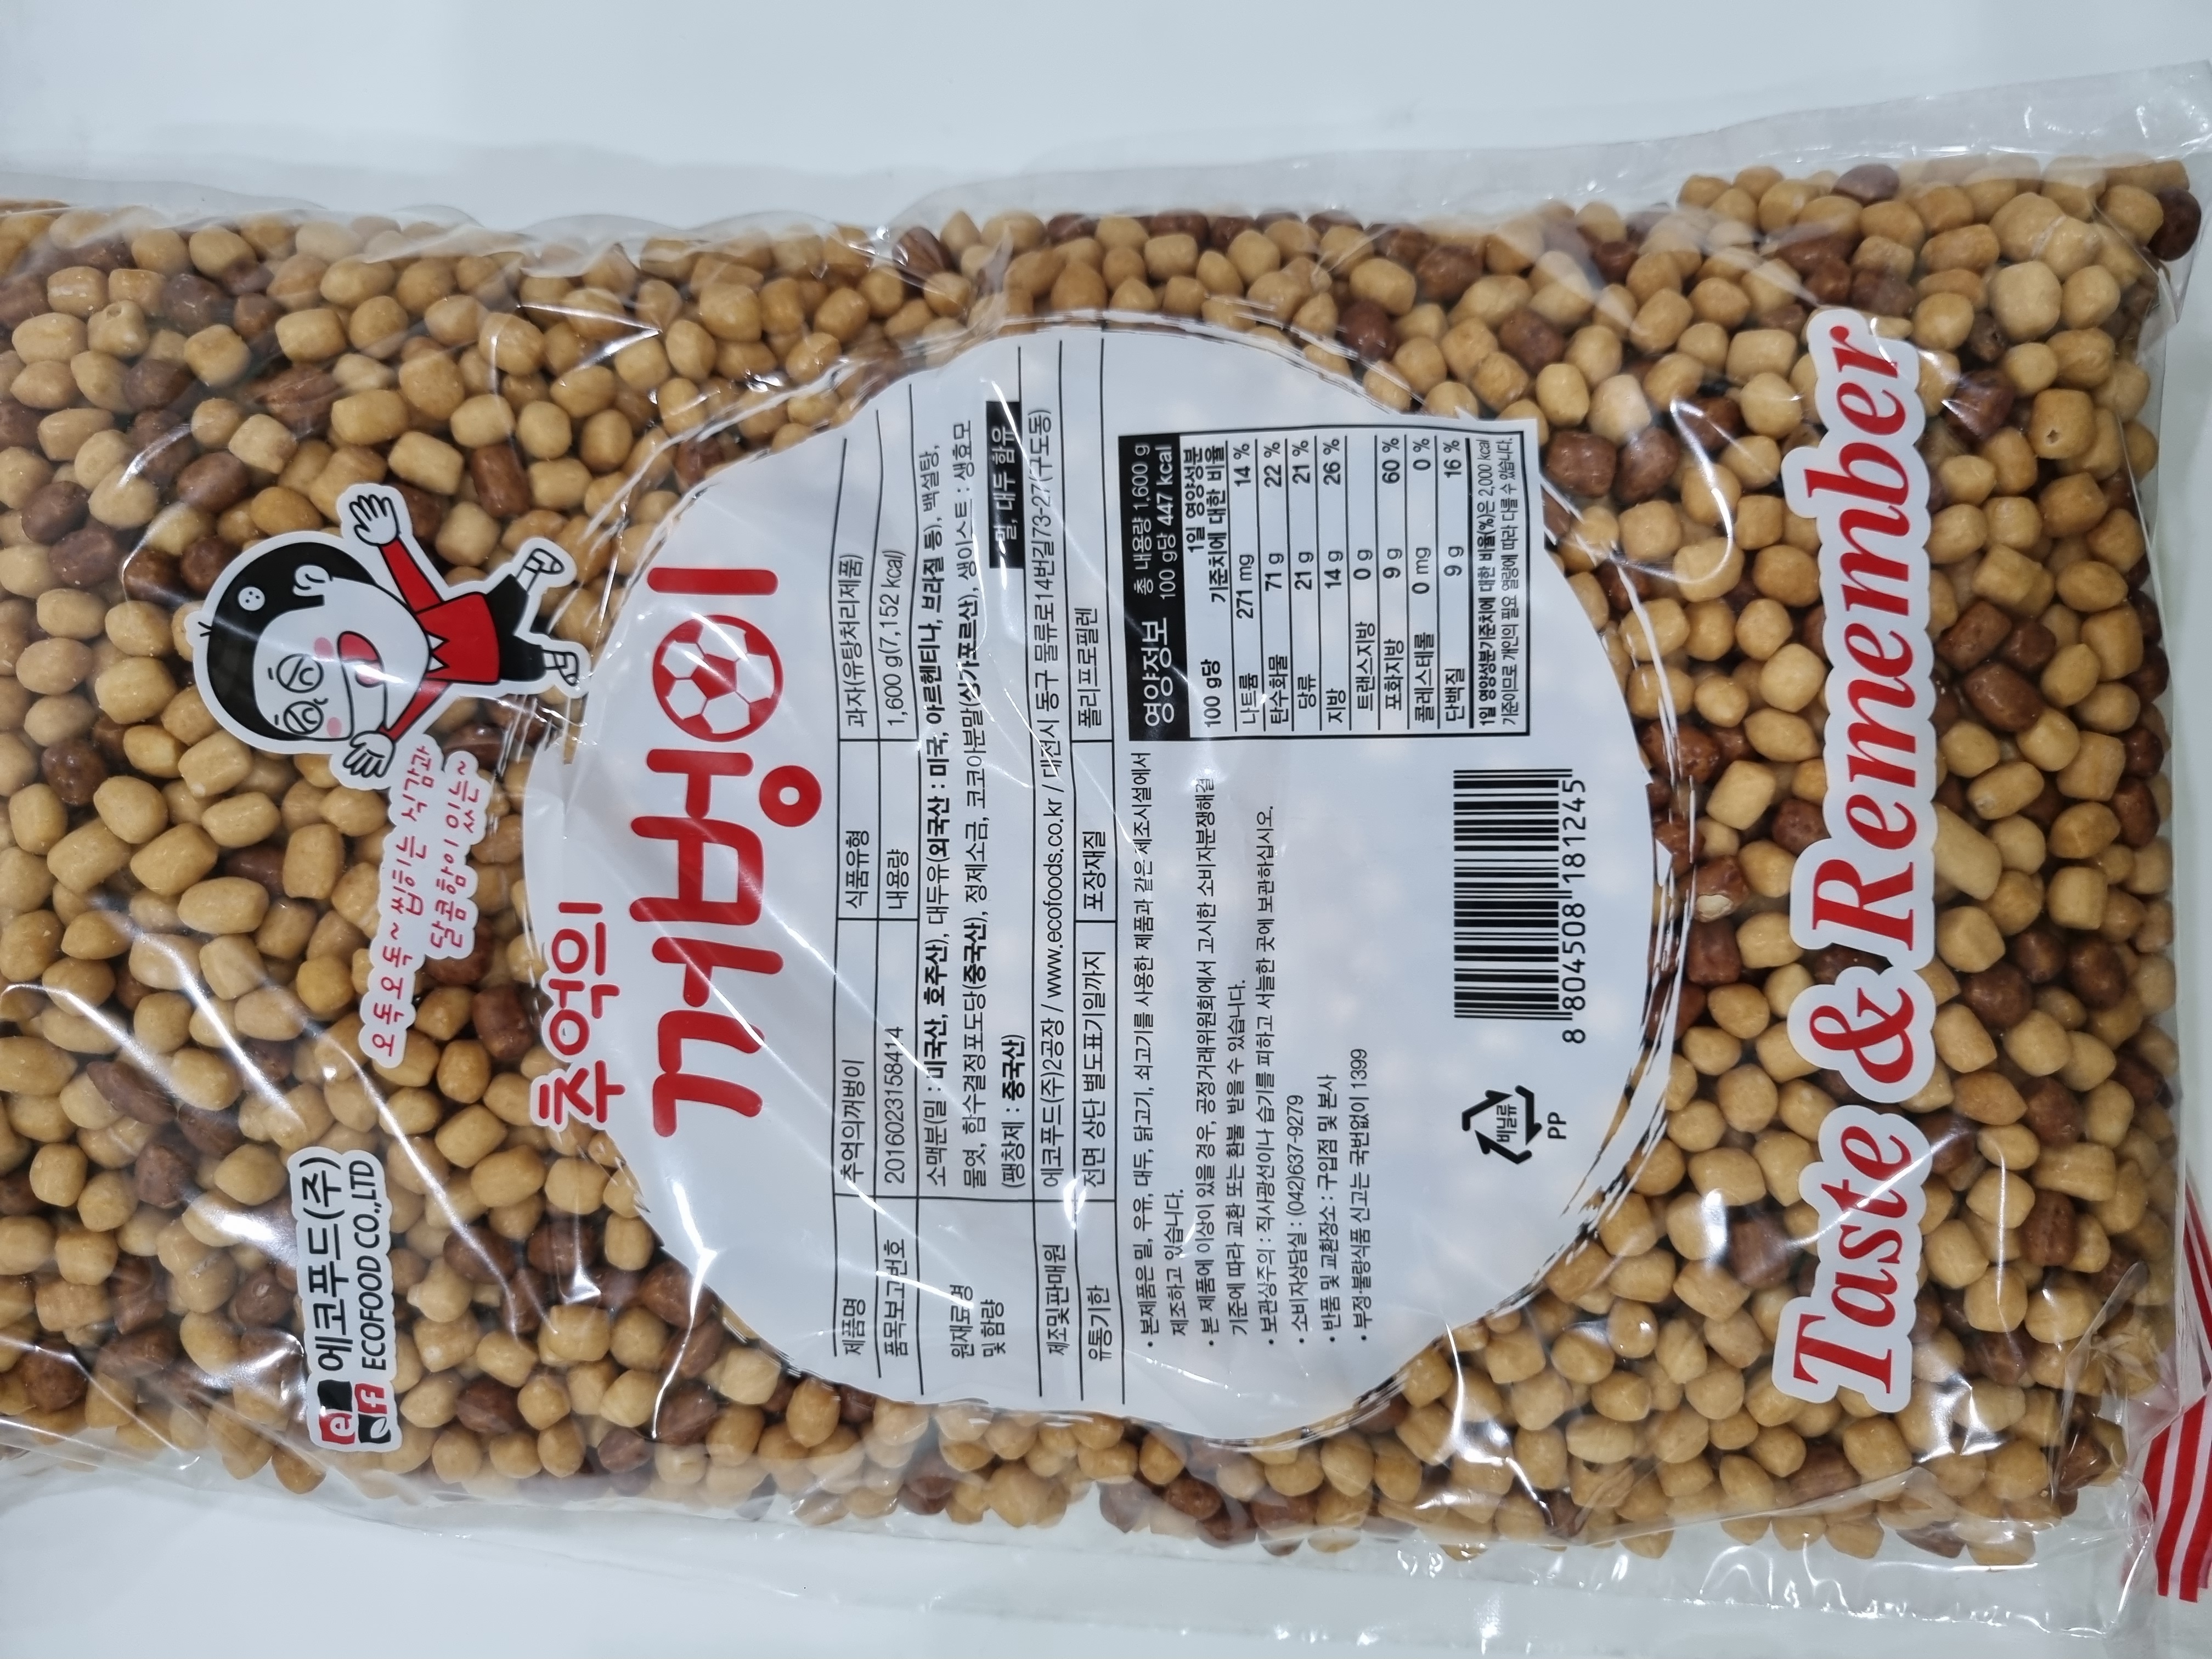 에코푸드(주)
ECOFOOD CO.,LTD
오독오독~ 씹히는 식감과
달콤함이 있는~
추억의
꺼벙이
제품명 추억의꺼벙이 식품유형 과자(유탕처리제품)
품목보고번호 2016023158414 내용량 1,600 g(7,152 kcal)
원재료명 및 함량 소맥분(밀 : 미국산, 호주산), 대두유(외국산 : 미국, 아르헨티나, 브라질 등), 백설탕,
물엿, 함수결정포도당(중국산), 정제소금, 코코아분말(싱가포르산), 생이스트 : 생효모
(팽창제 : 중국산)
밀, 대두 함유
제조및판매원 에코푸드(주)2공장 / www.ecofoods.co.kr / 대전시 동구 물류로14번길73-27(구도동)
유통기한 전면 상단 별도표기일까지 포장재질 폴리프로필렌
• 본제품은 밀, 우유, 대두, 닭고기, 쇠고기를 사용한 제품과 같은 제조시설에서
제조하고 있습니다.
• 본 제품에 이상이 있을 경우, 공정거래위원회에서 고시한 소비자분쟁해결
기준에 따라 교환 또는 환불 받을 수 있습니다.
• 보관상주의 : 직사광선이나 습기를 피하고 서늘한 곳에 보관하십시오.
• 소비자상담실 : (042)637-9279
• 반품 및 교환장소 : 구입점 및 본사
• 부정·불량식품 신고는 국번없이 1399
영양정보 총 내용량 1,600 g
100 g당 447 kcal
100 g당 1일 영양성분
기준치에 대한 비율
나트륨 271 mg 14 %
탄수화물 71 g 22 %
당류 21 g 21 %
지방 14 g 26 %
트랜스지방 0 g
포화지방 9 g 60 %
콜레스테롤 0 mg 0 %
단백질 9 g 16 %
1일 영양성분기준치에 대한 비율(%)은 2,000 kcal
기준이므로 개인의 필요 열량에 따라 다를 수 있습니다.
비닐류
PP
8 804508 181245
Taste & Remember